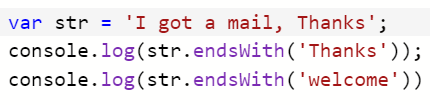 var str = 'I got a mail, Thanks';
console.log(str.endsWith('Thanks'));
console.log(str.endsWith('welcome'))